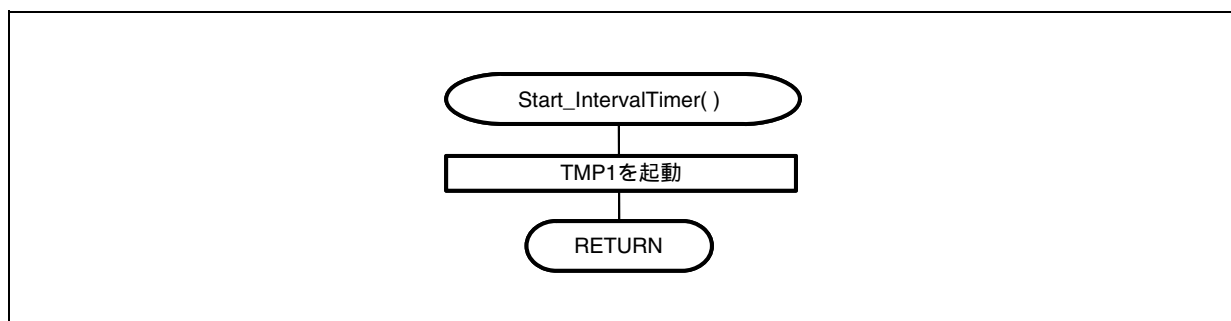 Start_IntervalTimer( )
TMP1を起動
RETURN